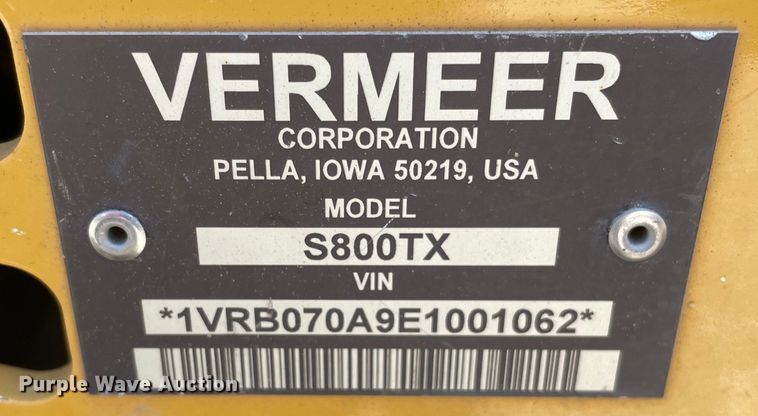 VERMEER
CORPORATION
PELLA, IOWA 50219, USA
MODEL
S800TX
VIN
*1VRB070A9E1001062*
Purple Wave Auction